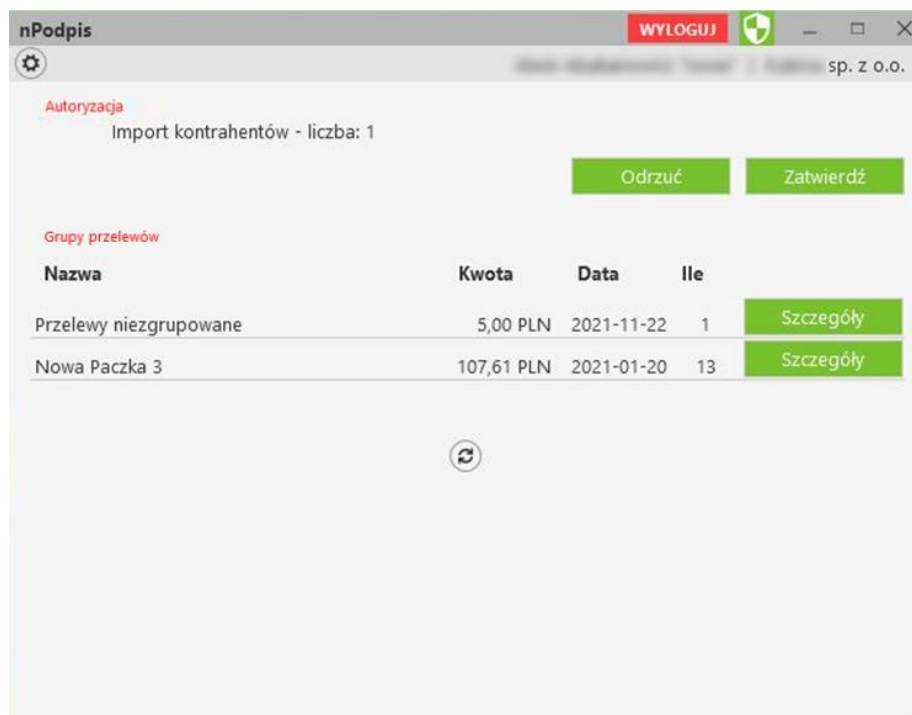 nPodpis WYLOGUJ
sp. z o.o.
Autoryzacja
Import kontrahentów - liczba: 1
Odrzuć Zatwierdź
Grupy przelewów
Nazwa Kwota Data Ile
Przelewy niezgrupowane 5,00 PLN 2021-11-22 1 Szczegóły
Nowa Paczka 3 107,61 PLN 2021-01-20 13 Szczegóły